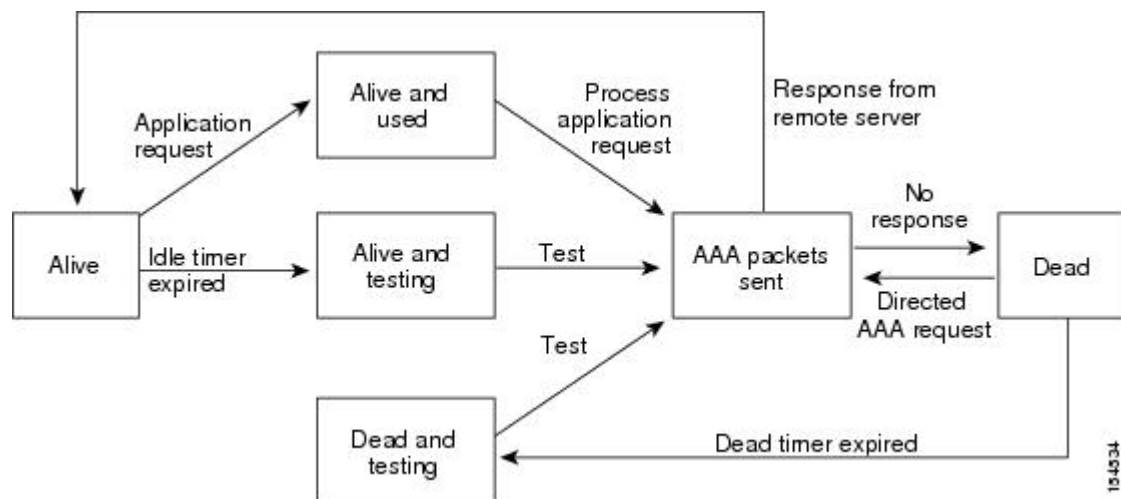 Response from
remote server
Alive and
used
Process
application
request
Application
request
No
response
Alive
Idle timer
expired
Alive and
testing
Test
AAA packets
sent
Dead
Directed
AAA request
Test
Dead and
testing
Dead timer expired
154534